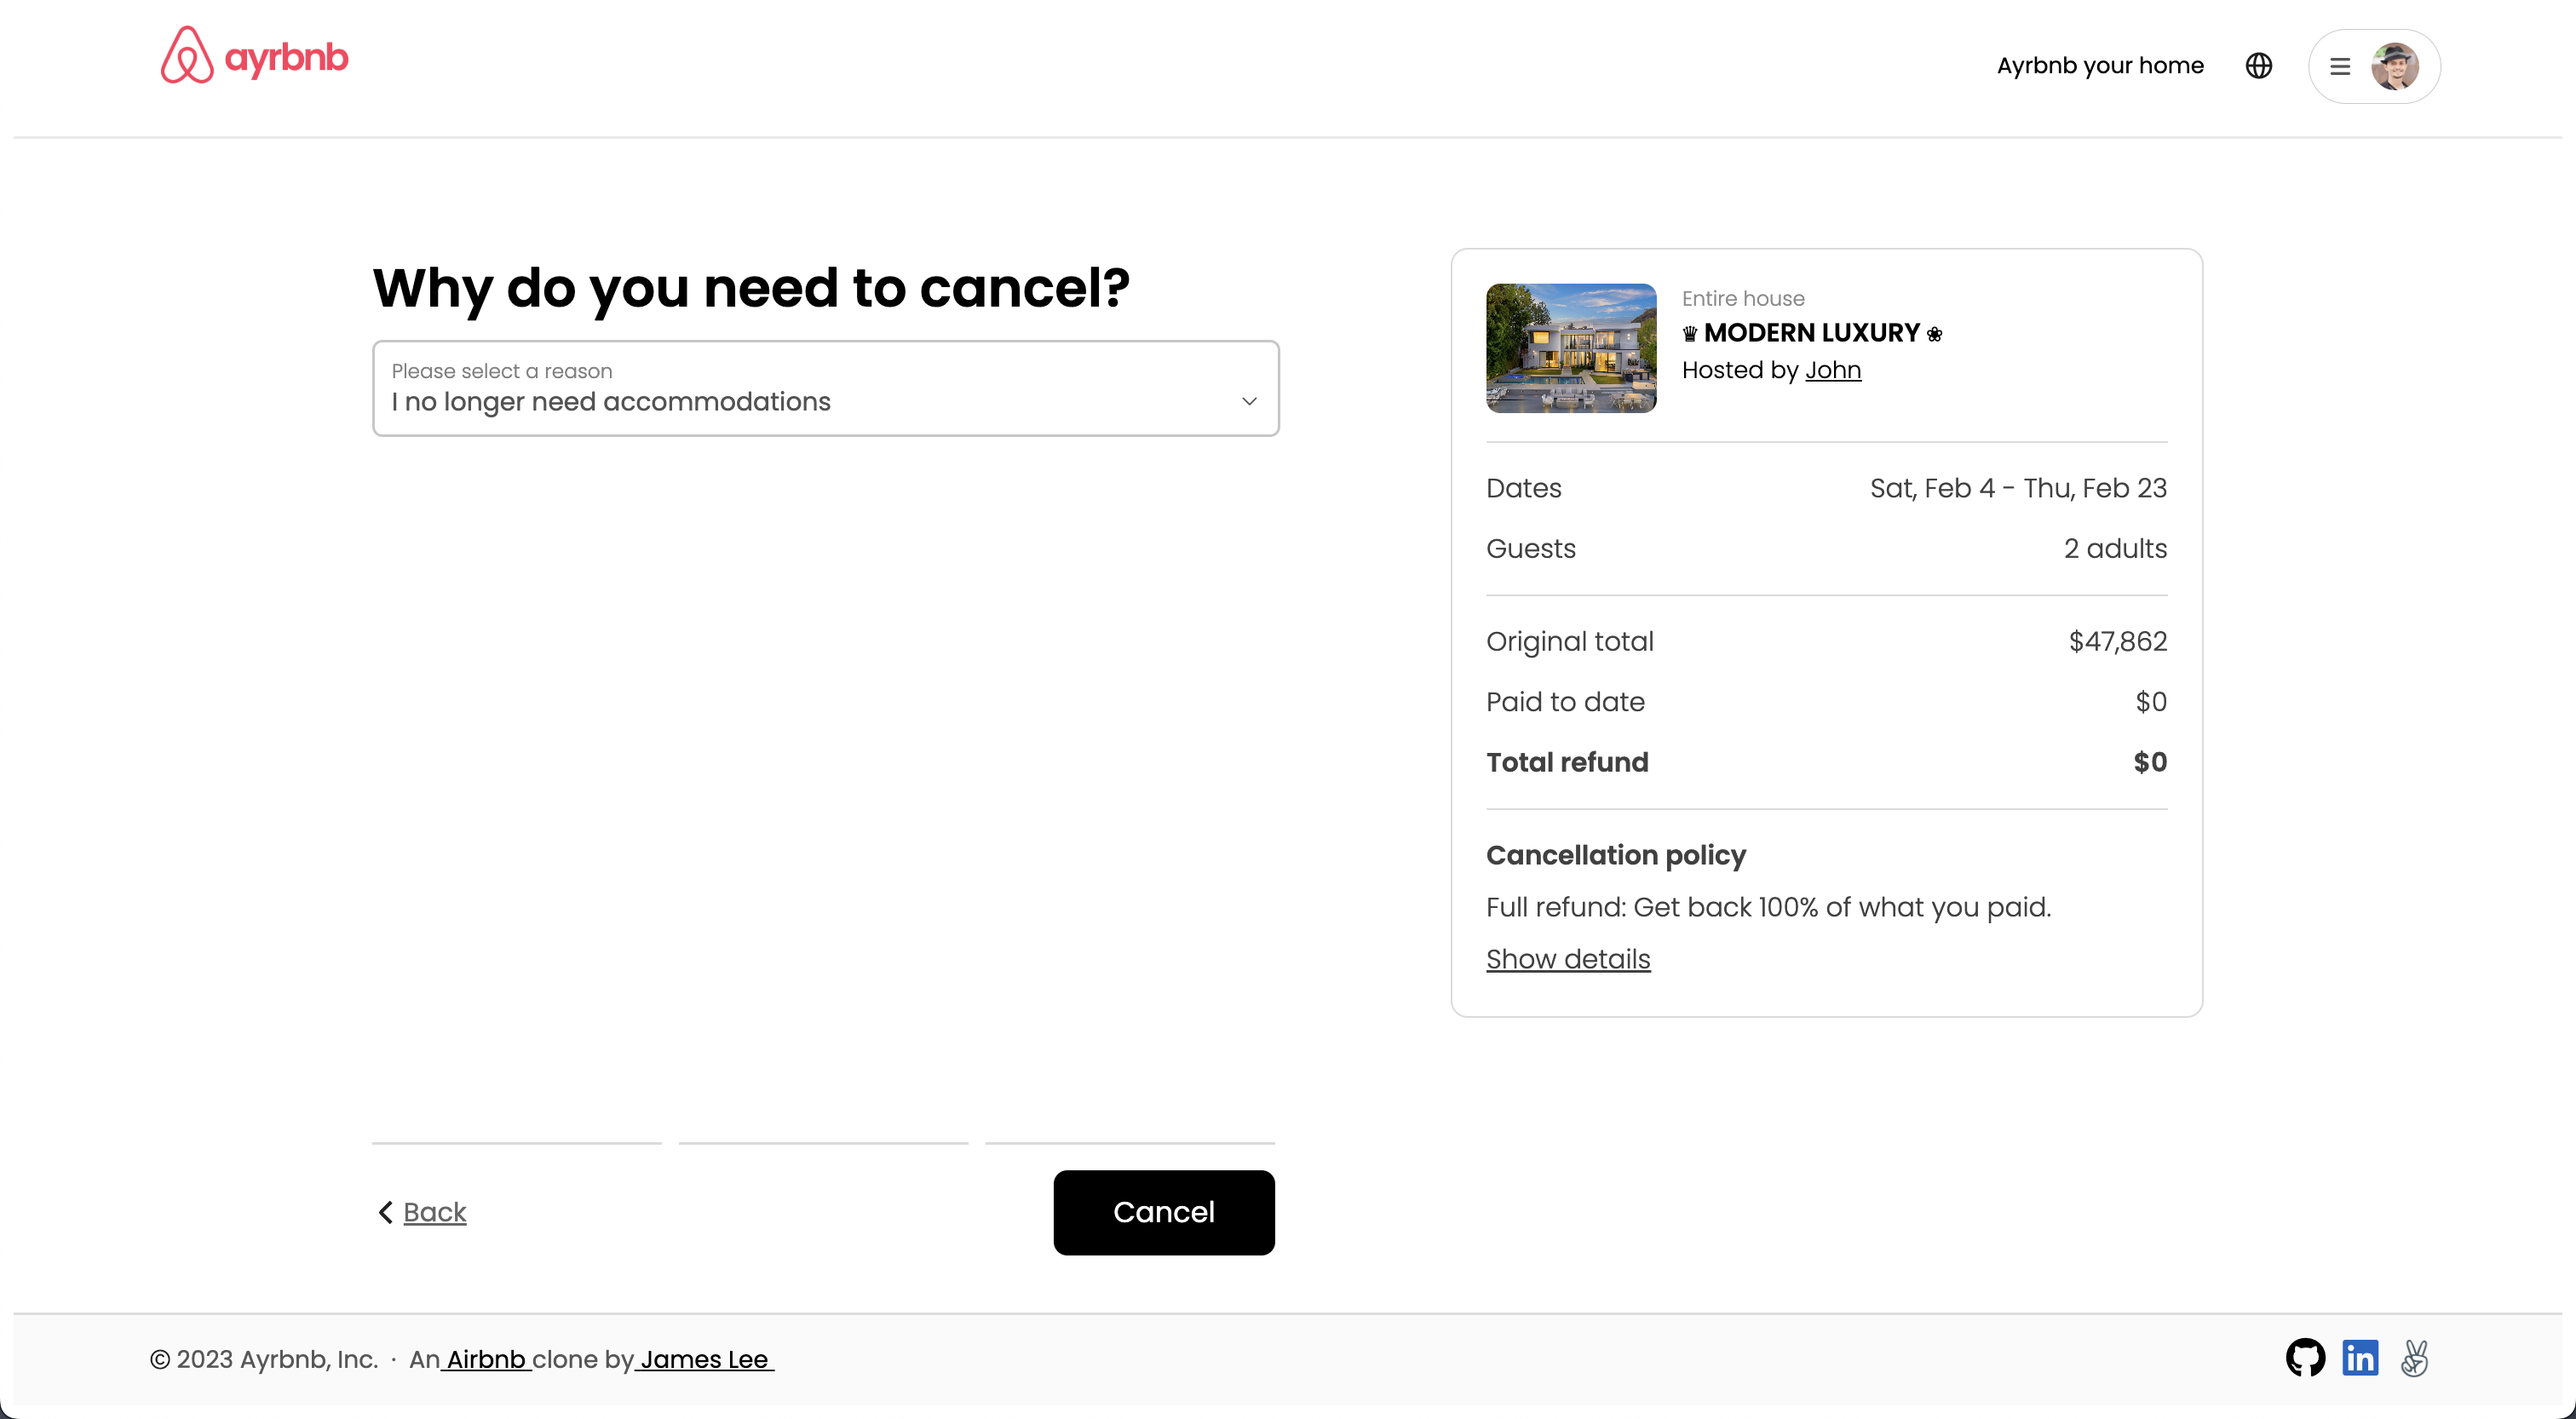 ayrbnb
Ayrbnb your home
Why do you need to cancel?
Please select a reason
I no longer need accommodations
Entire house
♛ MODERN LUXURY ❀
Hosted by John
Dates Sat, Feb 4 - Thu, Feb 23
Guests 2 adults
Original total $47,862
Paid to date $0
Total refund $0
Cancellation policy
Full refund: Get back 100% of what you paid.
Show details
Back
Cancel
© 2023 Ayrbnb, Inc. · An Airbnb clone by James Lee
in